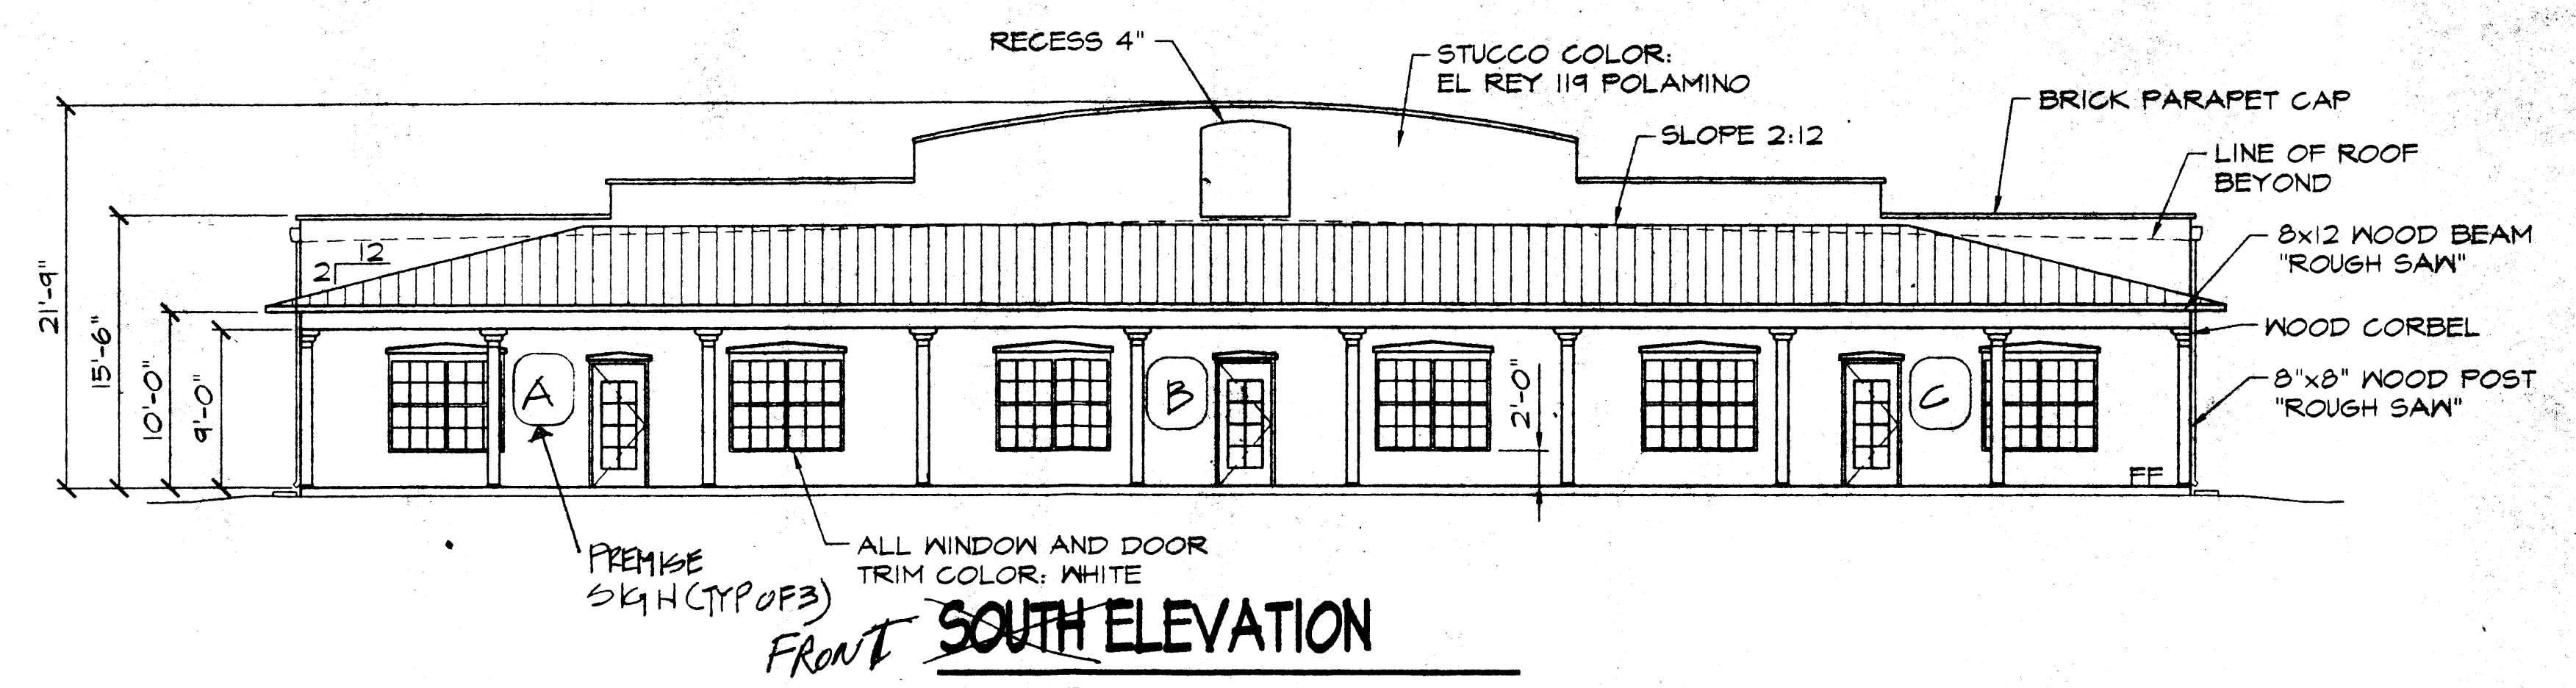 RECESS 4"
STUCCO COLOR:
EL REY 119 POLAMINO
BRICK PARAPET CAP
SLOPE 2:12
LINE OF ROOF
BEYOND
8x12 WOOD BEAM
"ROUGH SAW"
12
2
21'-9"
15'-6"
10'-0"
9'-0"
WOOD CORBEL
8"x8" WOOD POST
"ROUGH SAW"
A
B
2'-0"
C
FF
PREMISE
SIGN (TYP OF 3)
ALL WINDOW AND DOOR
TRIM COLOR: WHITE
FRONT SOUTH ELEVATION